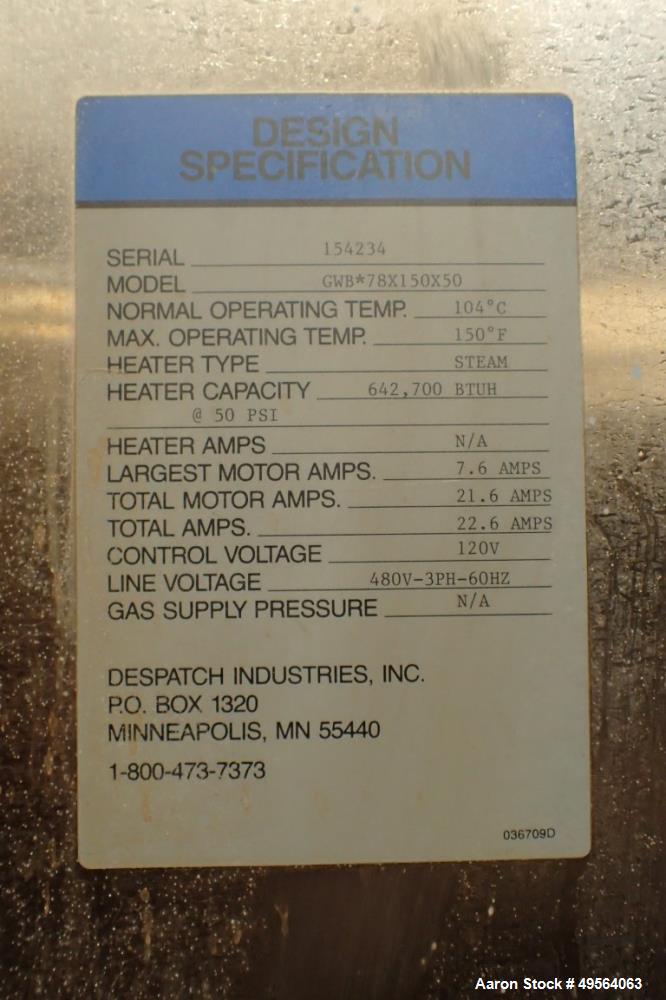 DESIGN
SPECIFICATION
SERIAL 154234
MODEL GWB*78X150X50
NORMAL OPERATING TEMP. 104°C
MAX. OPERATING TEMP. 150°F
HEATER TYPE STEAM
HEATER CAPACITY 642,700 BTUH
@ 50 PSI
HEATER AMPS N/A
LARGEST MOTOR AMPS. 7.6 AMPS
TOTAL MOTOR AMPS. 21.6 AMPS
TOTAL AMPS. 22.6 AMPS
CONTROL VOLTAGE 120V
LINE VOLTAGE 480V-3PH-60HZ
GAS SUPPLY PRESSURE N/A
DESPATCH INDUSTRIES, INC.
P.O. BOX 1320
MINNEAPOLIS, MN 55440
1-800-473-7373
036709D
Aaron Stock # 49564063